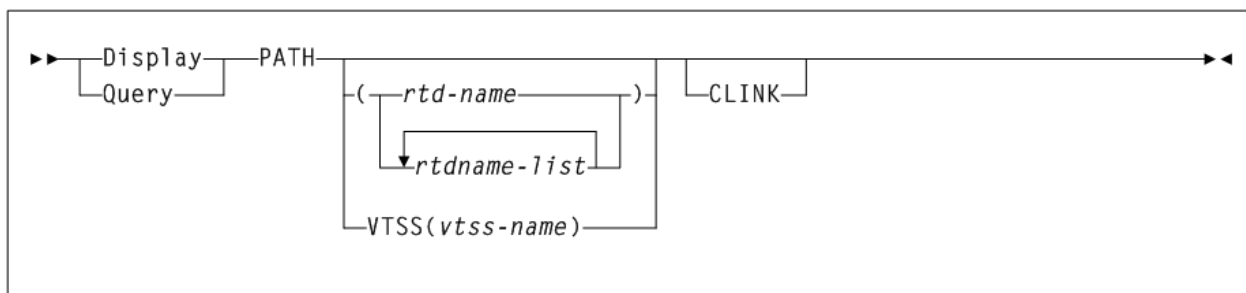 Display PATH
Query ( rtd-name ) CLINK
rtdname-list
VTSS(vtss-name)